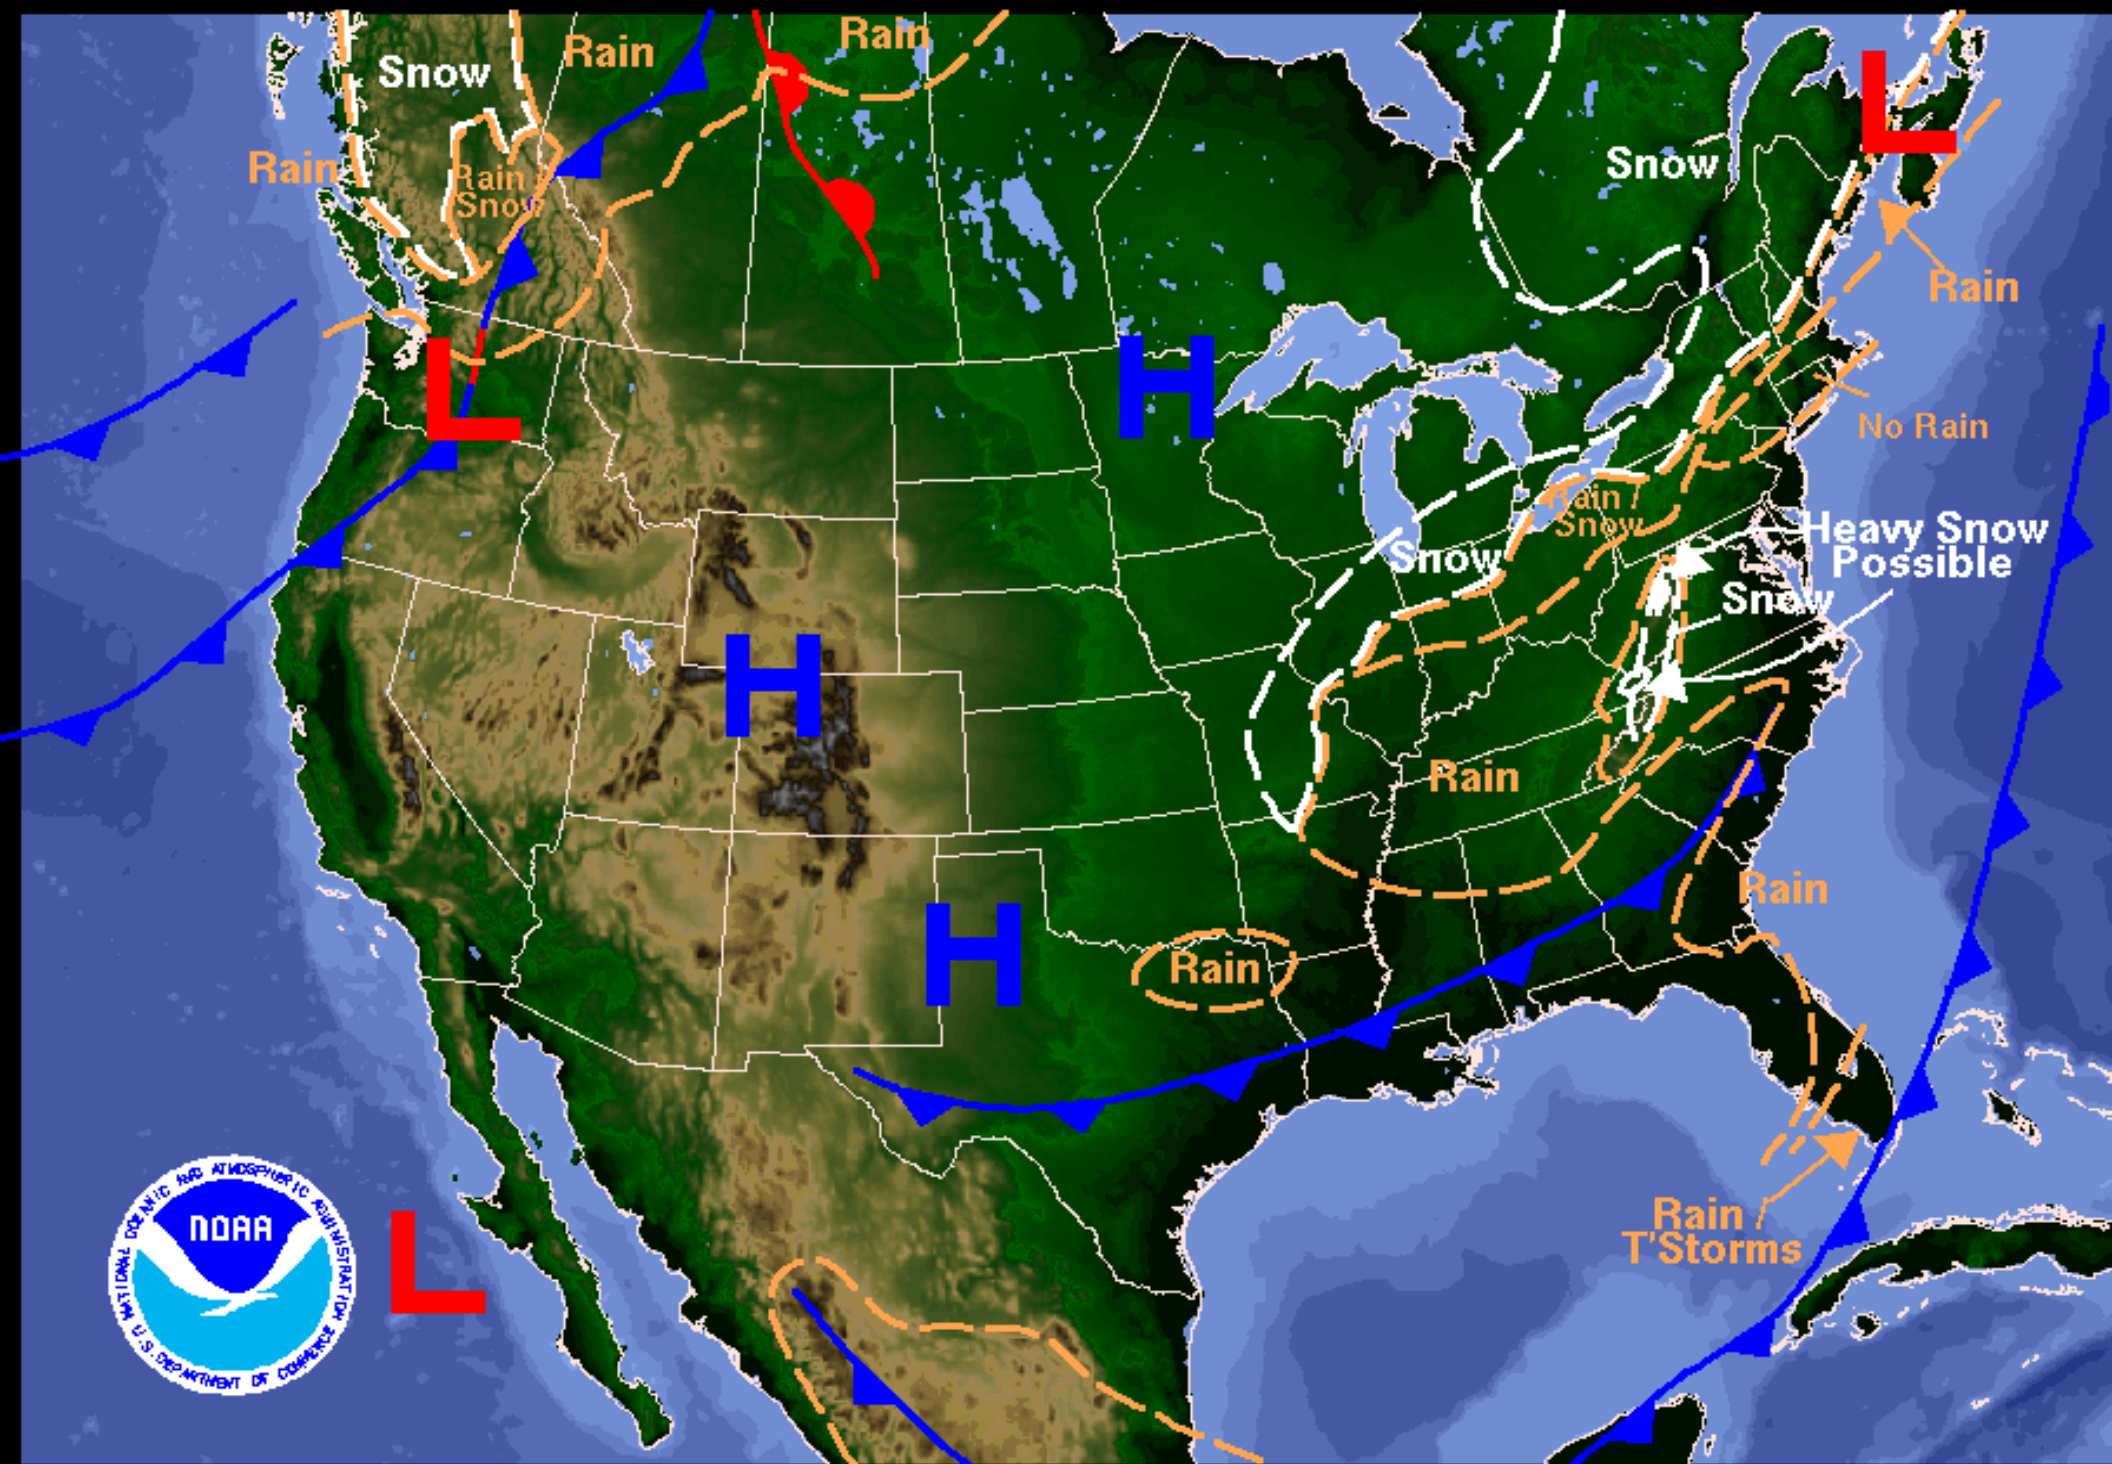 Rain
Rain
Snow
L
Snow
Rain
Rain /
Snow
Rain
L
H
No Rain
Rain /
Snow
Heavy Snow
Possible
Snow
Snow
H
Rain
Rain
H
Rain
NATIONAL OCEANIC AND ATMOSPHERIC ADMINISTRATION
NOAA
U.S. DEPARTMENT OF COMMERCE
L
Rain /
T'Storms